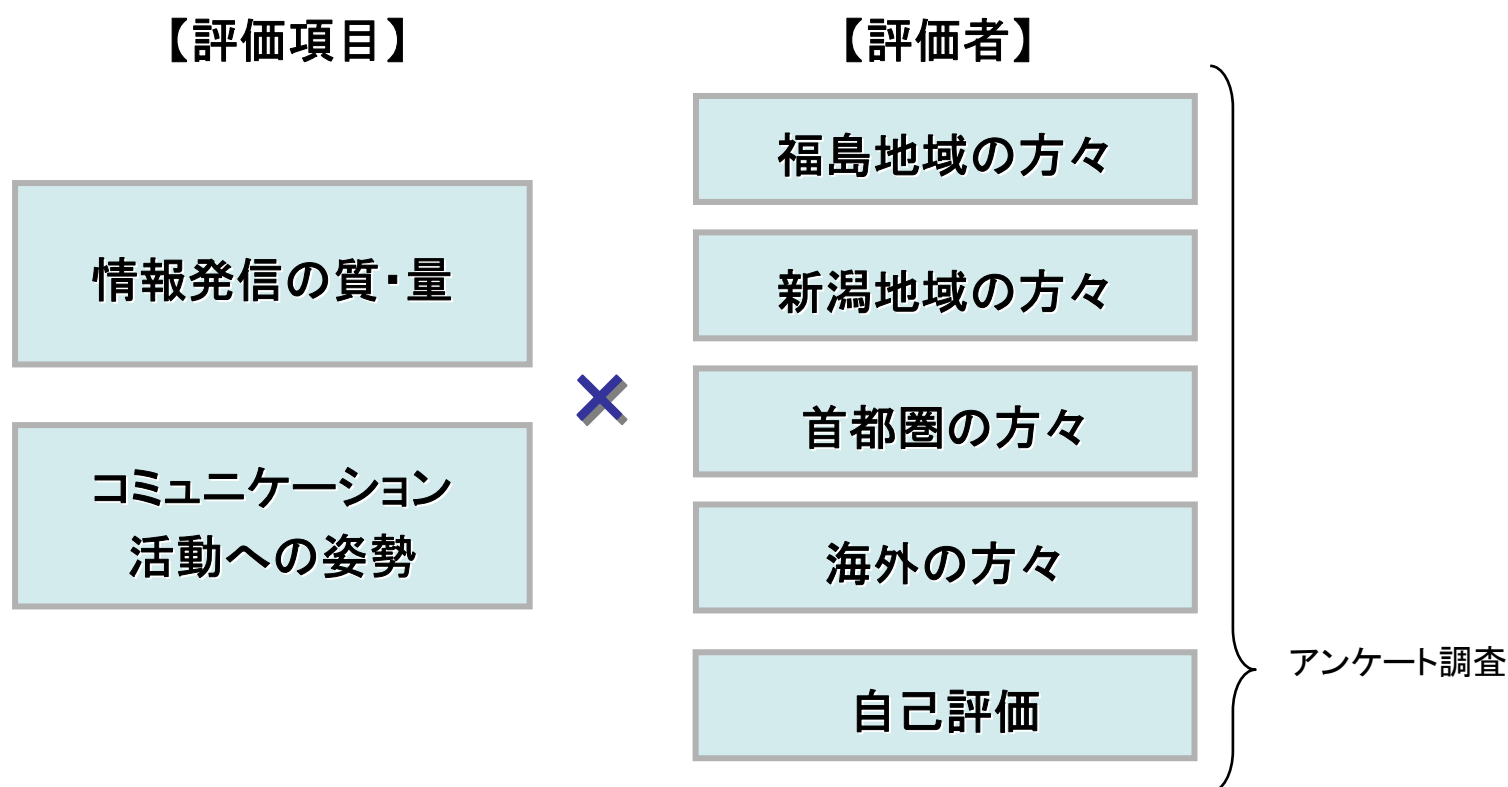 【評価項目】
情報発信の質・量
コミュニケーション
活動への姿勢
×
【評価者】
福島地域の方々
新潟地域の方々
首都圏の方々
海外の方々
自己評価
アンケート調査